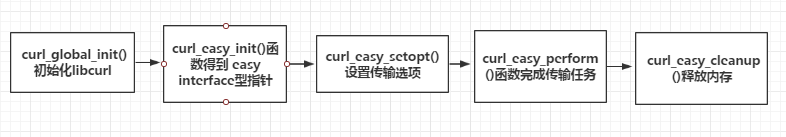 curl_global_init()
初始化libcurl
curl_easy_init()函
数得到 easy
interface型指针
curl_easy_setopt()
设置传输选项
curl_easy_perform
()函数完成传输任务
curl_easy_cleanup
()释放内存